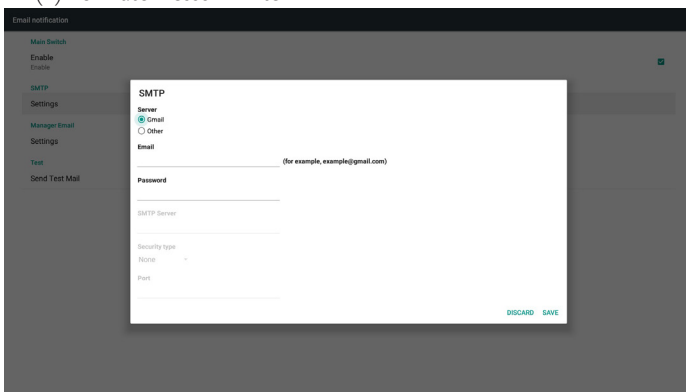 Email notification
Main Switch
Enable
Enable
SMTP
Settings
Manager Email
Settings
Test
Send Test Mail
SMTP
Server
Gmail
Other
Email
(for example, example@gmail.com)
Password
SMTP Server
Security type
None
Port
DISCARD SAVE